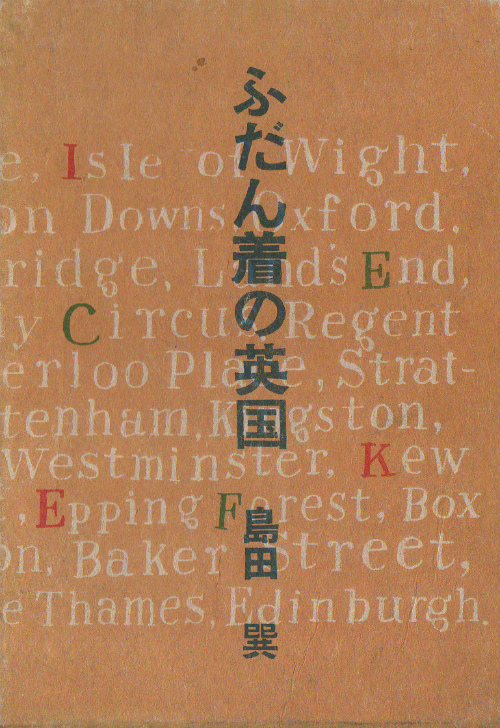 ふだん着の英国
島田 巽
e, Isle of Wight,
on Downs, Oxford,
ridge, Land's End,
ly Circus, Regent
erloo Place, Strat-
tenham, Kingston,
Westminster, Kew
, Epping Forest, Box
on, Baker Street,
e Thames, Edinburgh.